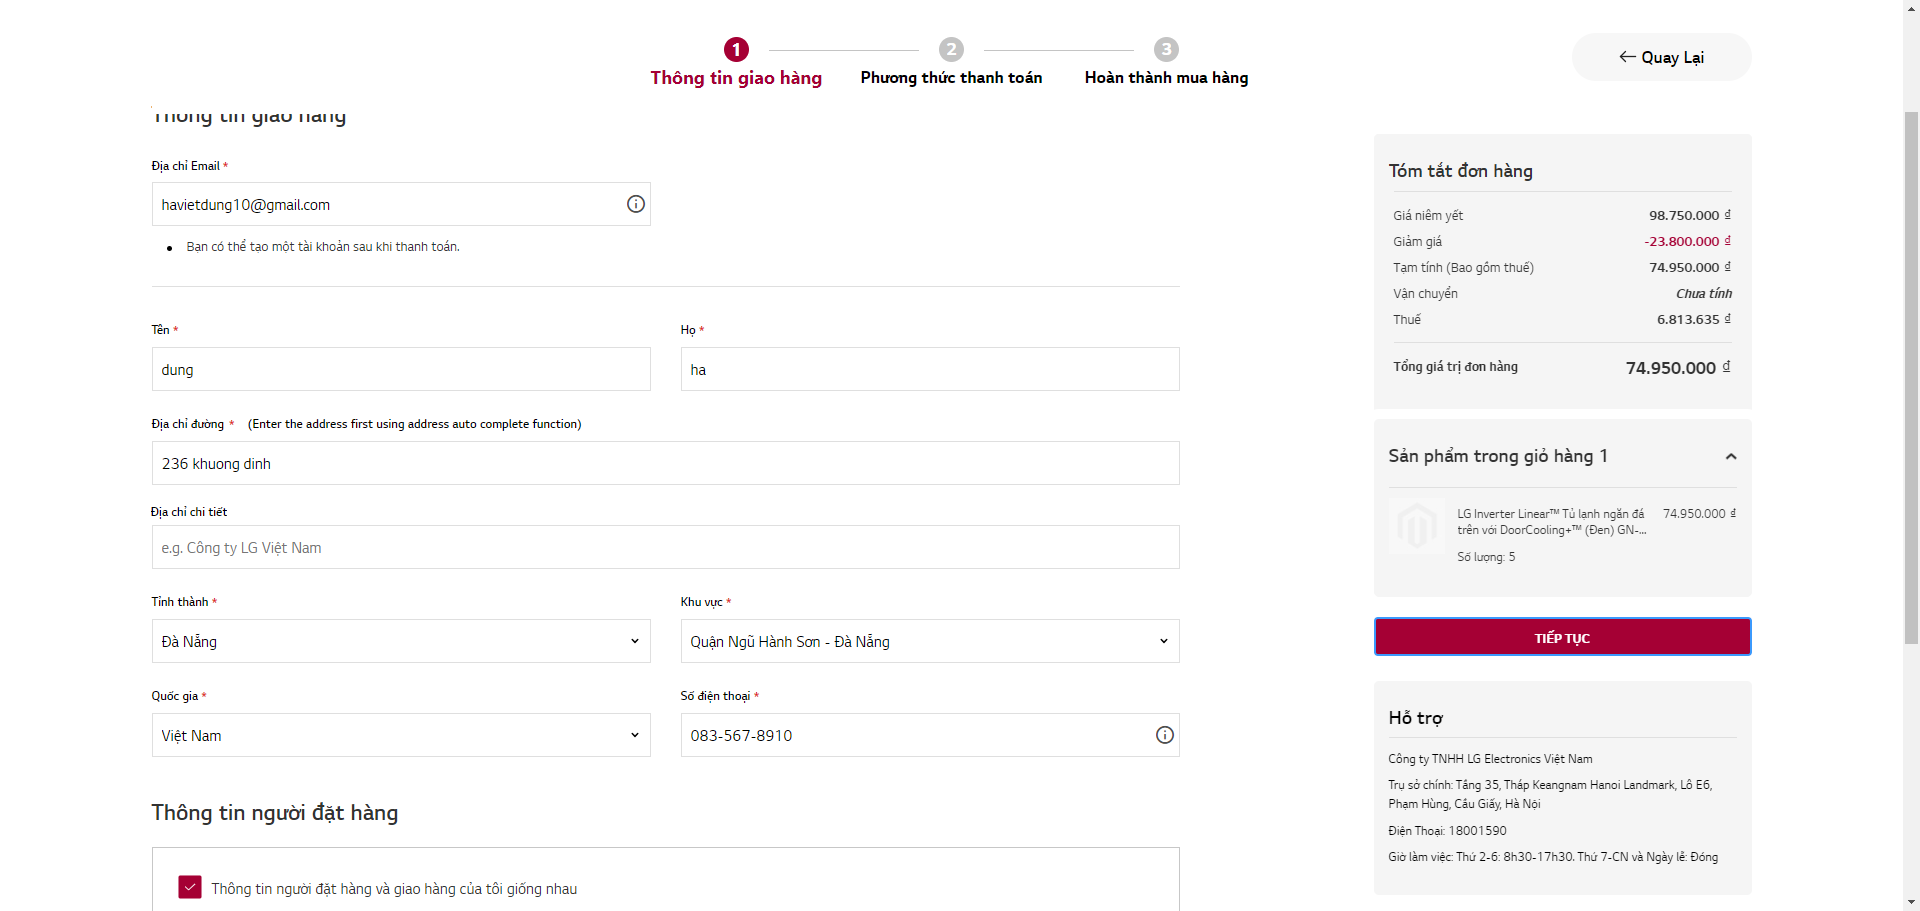 1
2
3
Thông tin giao hàng
Phương thức thanh toán
Hoàn thành mua hàng
← Quay Lại
Thông tin giao hàng
Địa chỉ Email *
havietdung10@gmail.com
Bạn có thể tạo một tài khoản sau khi thanh toán.
Tên *
Họ *
dung
ha
Địa chỉ đường * (Enter the address first using address auto complete function)
236 khuong dinh
Địa chỉ chi tiết
e.g. Công ty LG Việt Nam
Tỉnh thành *
Khu vực *
Đà Nẵng
Quận Ngũ Hành Sơn - Đà Nẵng
Quốc gia *
Số điện thoại *
Việt Nam
083-567-8910
Thông tin người đặt hàng
Thông tin người đặt hàng và giao hàng của tôi giống nhau
Tóm tắt đơn hàng
Giá niêm yết 98.750.000 ₫
Giảm giá -23.800.000 ₫
Tạm tính (Bao gồm thuế) 74.950.000 ₫
Vận chuyển Chưa tính
Thuế 6.813.635 ₫
Tổng giá trị đơn hàng 74.950.000 ₫
Sản phẩm trong giỏ hàng 1
LG Inverter Linear™ Tủ lạnh ngăn đá 74.950.000 ₫
trên với DoorCooling+™ (Đen) GN-...
Số lượng: 5
TIẾP TỤC
Hỗ trợ
Công ty TNHH LG Electronics Việt Nam
Trụ sở chính: Tầng 35, Tháp Keangnam Hanoi Landmark, Lô E6,
Phạm Hùng, Cầu Giấy, Hà Nội
Điện Thoại: 18001590
Giờ làm việc: Thứ 2-6: 8h30-17h30. Thứ 7-CN và Ngày lễ: Đóng